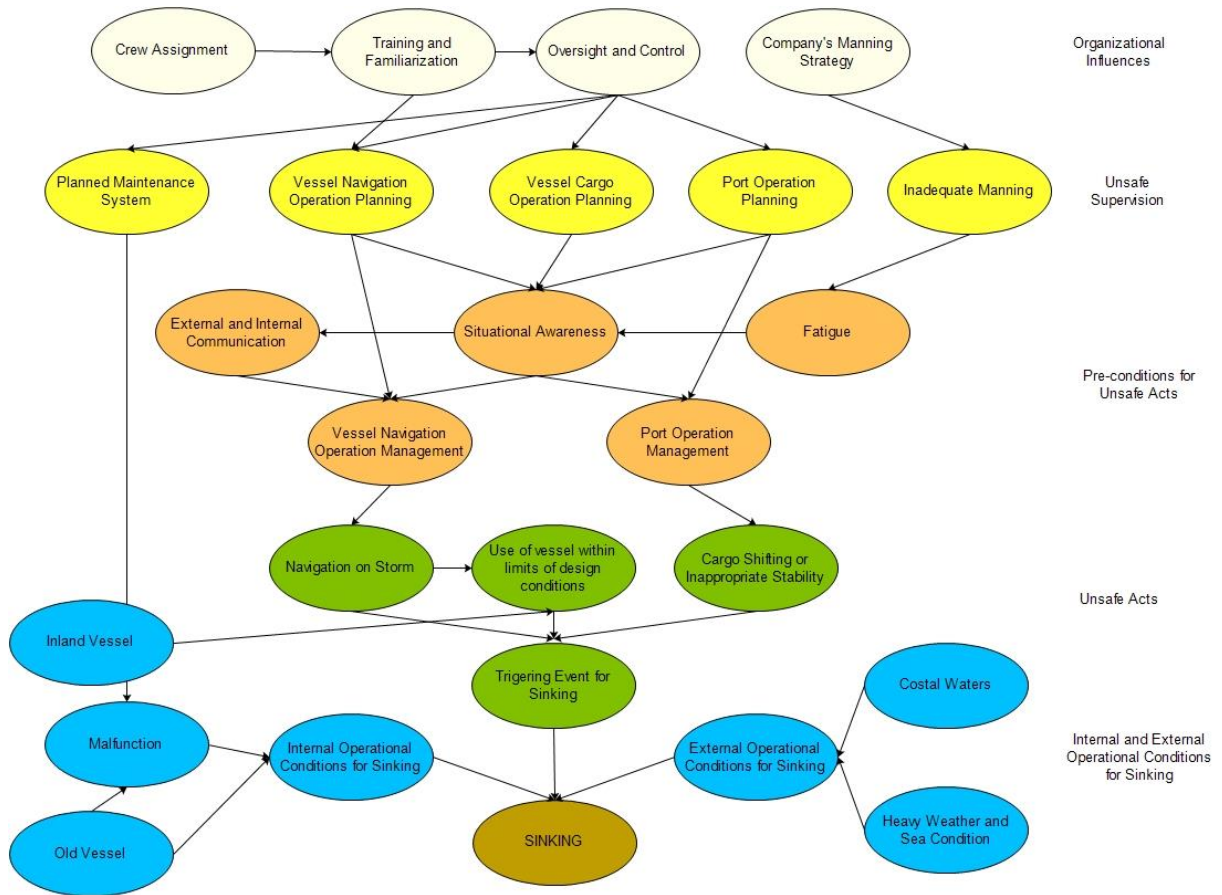 Crew Assignment
Training and
Familiarization
Oversight and Control
Company's Manning
Strategy
Organizational
Influences
Planned Maintenance
System
Vessel Navigation
Operation Planning
Vessel Cargo
Operation Planning
Port Operation
Planning
Inadequate Manning
Unsafe
Supervision
External and Internal
Communication
Situational Awareness
Fatigue
Pre-conditions for
Unsafe Acts
Vessel Navigation
Operation Management
Port Operation
Management
Navigation on Storm
Use of vessel within
limits of design
conditions
Cargo Shifting or
Inappropriate Stability
Unsafe Acts
Inland Vessel
Trigering Event for
Sinking
Costal Waters
Malfunction
Internal Operational
Conditions for Sinking
External Operational
Conditions for Sinking
Internal and External
Operational Conditions
for Sinking
Old Vessel
SINKING
Heavy Weather and
Sea Condition